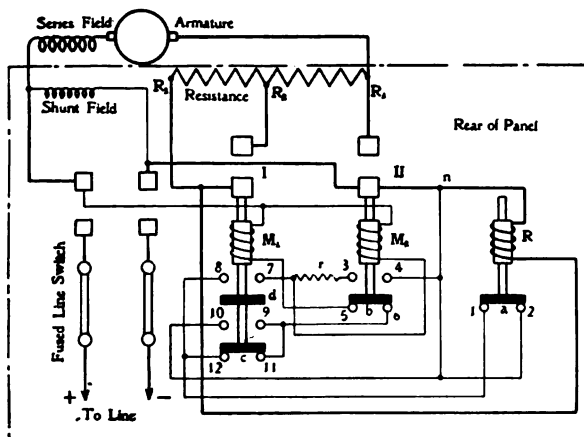 Series Field
Armature
R₃ Resistance R₂ R₁
Shunt Field
Rear of Panel
I II n
M₁ M₂ R
8 7 r 3 4
d
10 9 5 b 6 1 a 2
c
12 11
Fused Line Switch
+ -
To Line